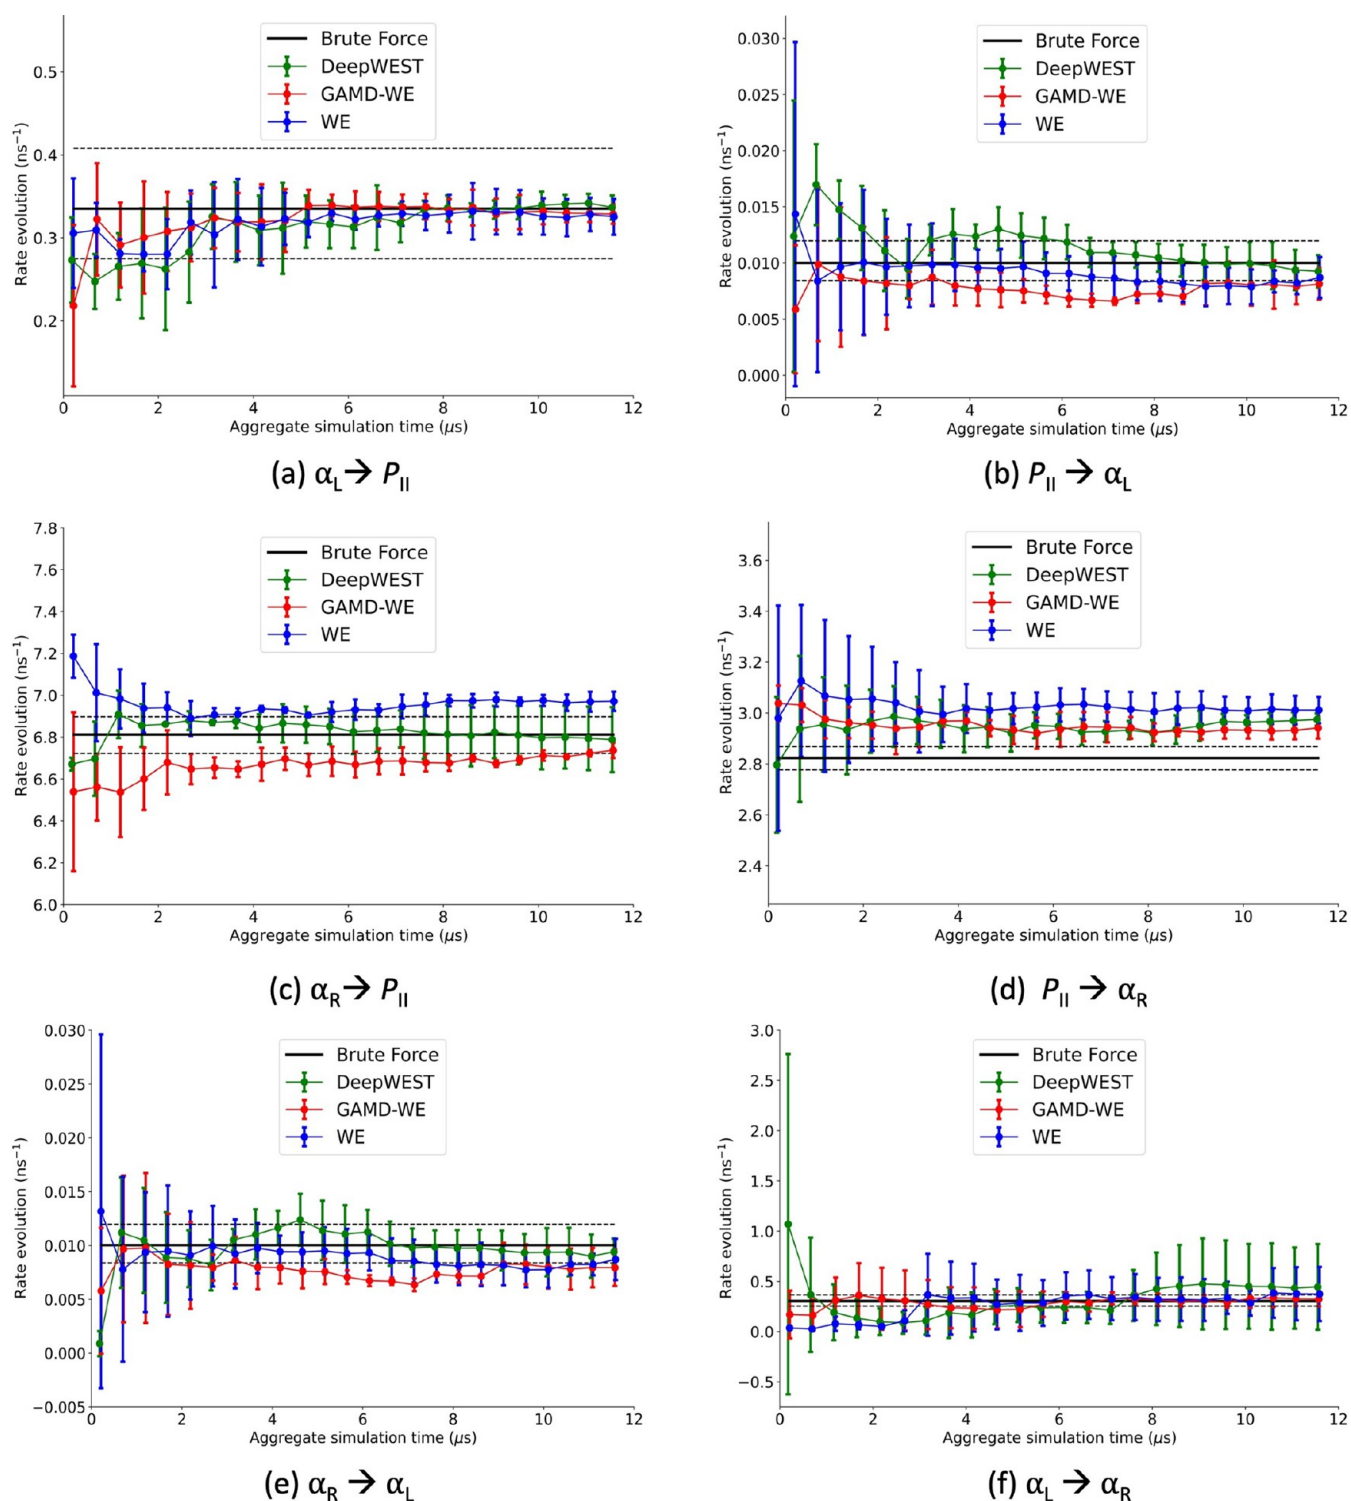 Brute Force
DeepWEST
GAMD-WE
WE
0.5
0.4
0.3
0.2
Rate evolution (ns⁻¹)
0 2 4 6 8 10 12
Aggregate simulation time (μs)
(a) α_L → P_II
Brute Force
DeepWEST
GAMD-WE
WE
0.030
0.025
0.020
0.015
0.010
0.005
0.000
Rate evolution (ns⁻¹)
0 2 4 6 8 10 12
Aggregate simulation time (μs)
(b) P_II → α_L
Brute Force
DeepWEST
GAMD-WE
WE
7.8
7.6
7.4
7.2
7.0
6.8
6.6
6.4
6.2
6.0
Rate evolution (ns⁻¹)
0 2 4 6 8 10 12
Aggregate simulation time (μs)
(c) α_R → P_II
Brute Force
DeepWEST
GAMD-WE
WE
3.6
3.4
3.2
3.0
2.8
2.6
2.4
Rate evolution (ns⁻¹)
0 2 4 6 8 10 12
Aggregate simulation time (μs)
(d) P_II → α_R
Brute Force
DeepWEST
GAMD-WE
WE
0.030
0.025
0.020
0.015
0.010
0.005
0.000
−0.005
Rate evolution (ns⁻¹)
0 2 4 6 8 10 12
Aggregate simulation time (μs)
(e) α_R → α_L
Brute Force
DeepWEST
GAMD-WE
WE
3.0
2.5
2.0
1.5
1.0
0.5
0.0
−0.5
Rate evolution (ns⁻¹)
0 2 4 6 8 10 12
Aggregate simulation time (μs)
(f) α_L → α_R